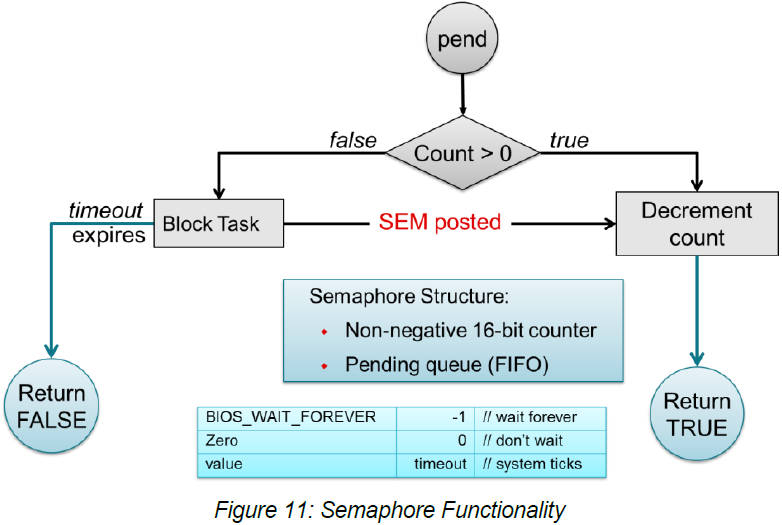 pend
false
true
Count > 0
timeout
expires
Block Task
SEM posted
Decrement
count
Semaphore Structure:
• Non-negative 16-bit counter
• Pending queue (FIFO)
Return
FALSE
Return
TRUE
BIOS_WAIT_FOREVER -1 // wait forever
Zero 0 // don't wait
value timeout // system ticks
Figure 11: Semaphore Functionality